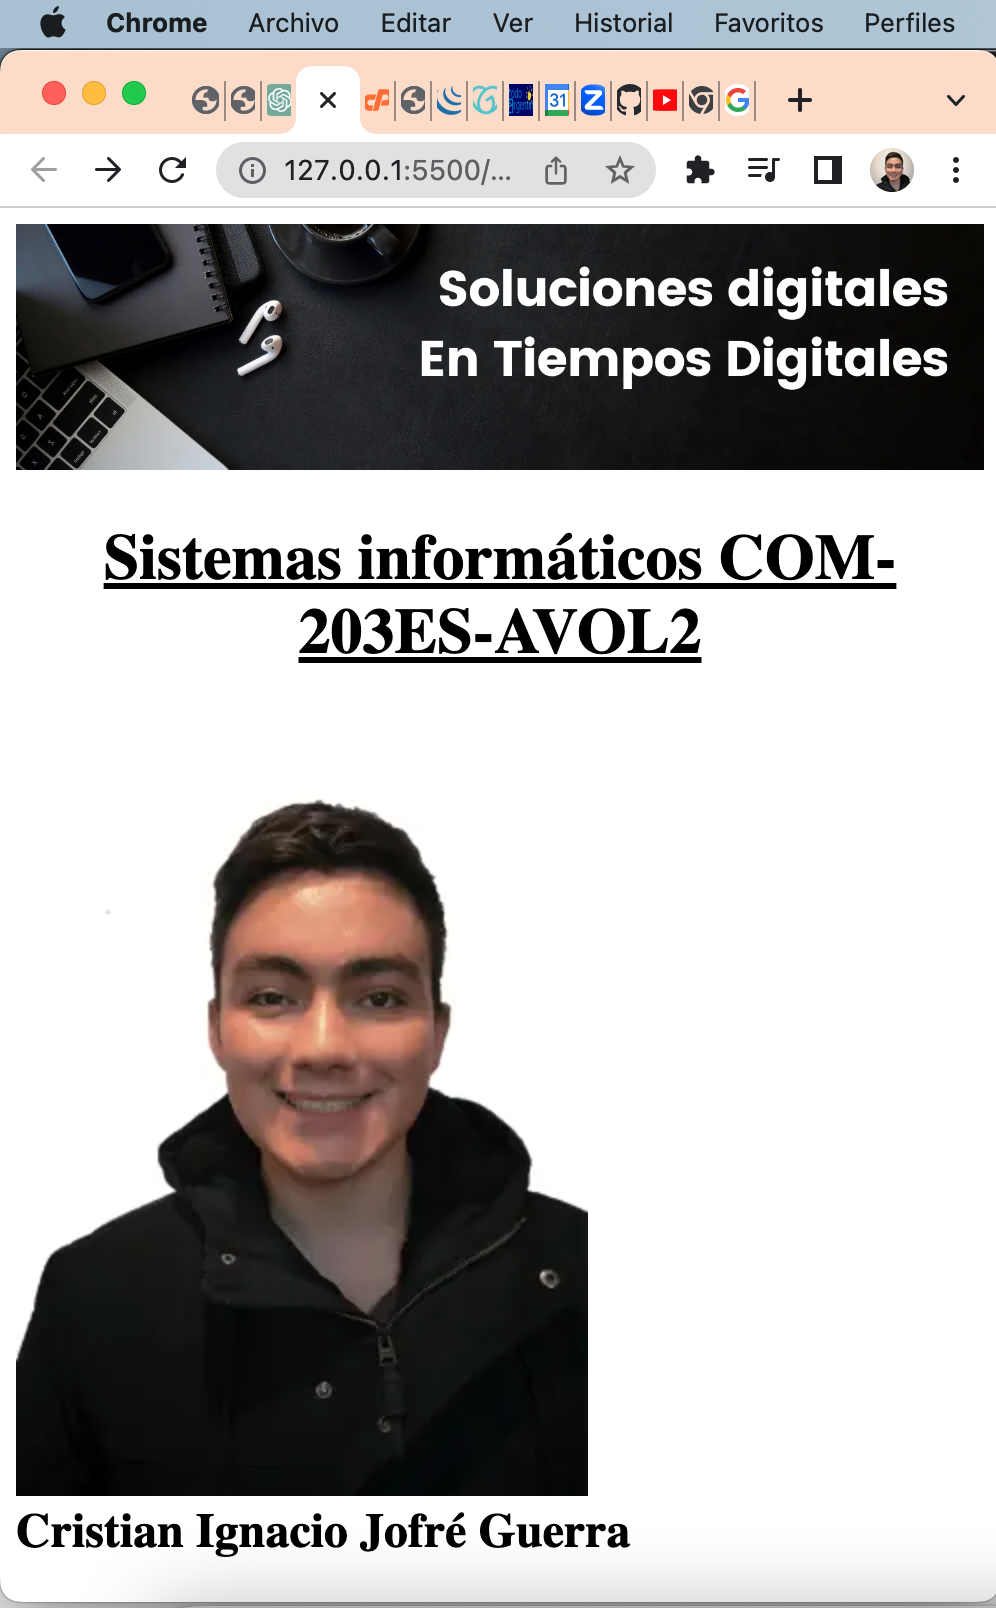 Chrome Archivo Editar Ver Historial Favoritos Perfiles
31
127.0.0.1:5500/...
Soluciones digitales
En Tiempos Digitales
Sistemas informáticos COM-
203ES-AVOL2
Cristian Ignacio Jofré Guerra